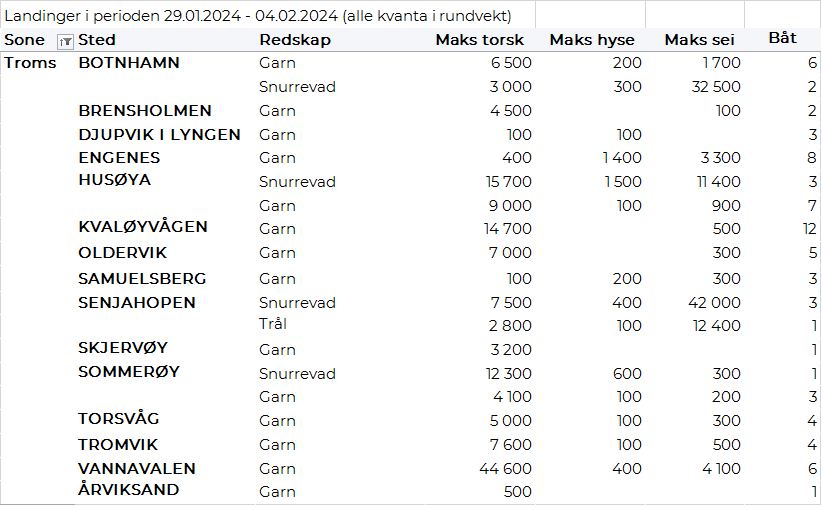 Landinger i perioden 29.01.2024 - 04.02.2024 (alle kvanta i rundvekt)
Sone Sted Redskap Maks torsk Maks hyse Maks sei Båt
Troms BOTNHAMN Garn 6 500 200 1 700 6
Snurrevad 3 000 300 32 500 2
BRENSHOLMEN Garn 4 500 100 2
DJUPVIK I LYNGEN Garn 100 100 3
ENGENES Garn 400 1 400 3 300 8
HUSØYA Snurrevad 15 700 1 500 11 400 3
Garn 9 000 100 900 7
KVALØYVÅGEN Garn 14 700 500 12
OLDERVIK Garn 7 000 300 5
SAMUELSBERG Garn 100 200 300 3
SENJAHOPEN Snurrevad 7 500 400 42 000 3
Trål 2 800 100 12 400 1
SKJERVØY Garn 3 200 1
SOMMERØY Snurrevad 12 300 600 300 1
Garn 4 100 100 200 3
TORSVÅG Garn 5 000 100 300 4
TROMVIK Garn 7 600 100 500 4
VANNAVALEN Garn 44 600 400 4 100 6
ÅRVIKSAND Garn 500 1